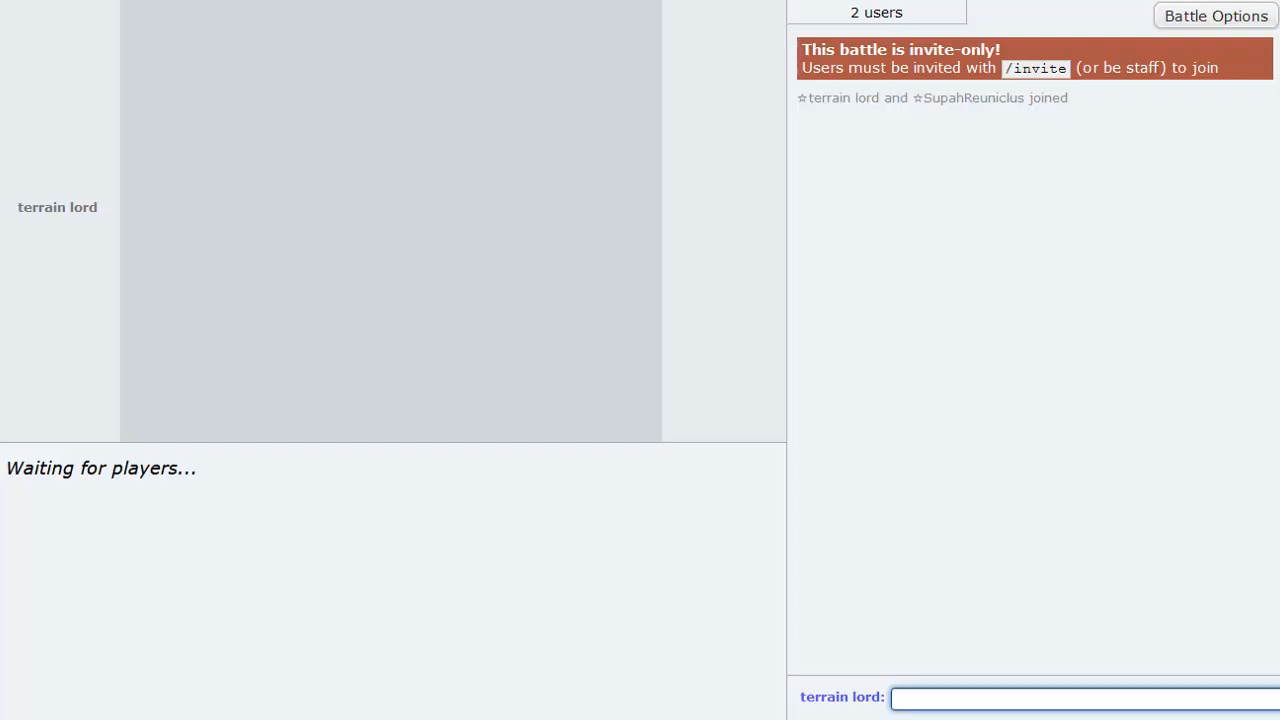 2 users
Battle Options
This battle is invite-only!
Users must be invited with /invite (or be staff) to join
☆terrain lord and ☆SupahReuniclus joined
terrain lord
Waiting for players...
terrain lord: